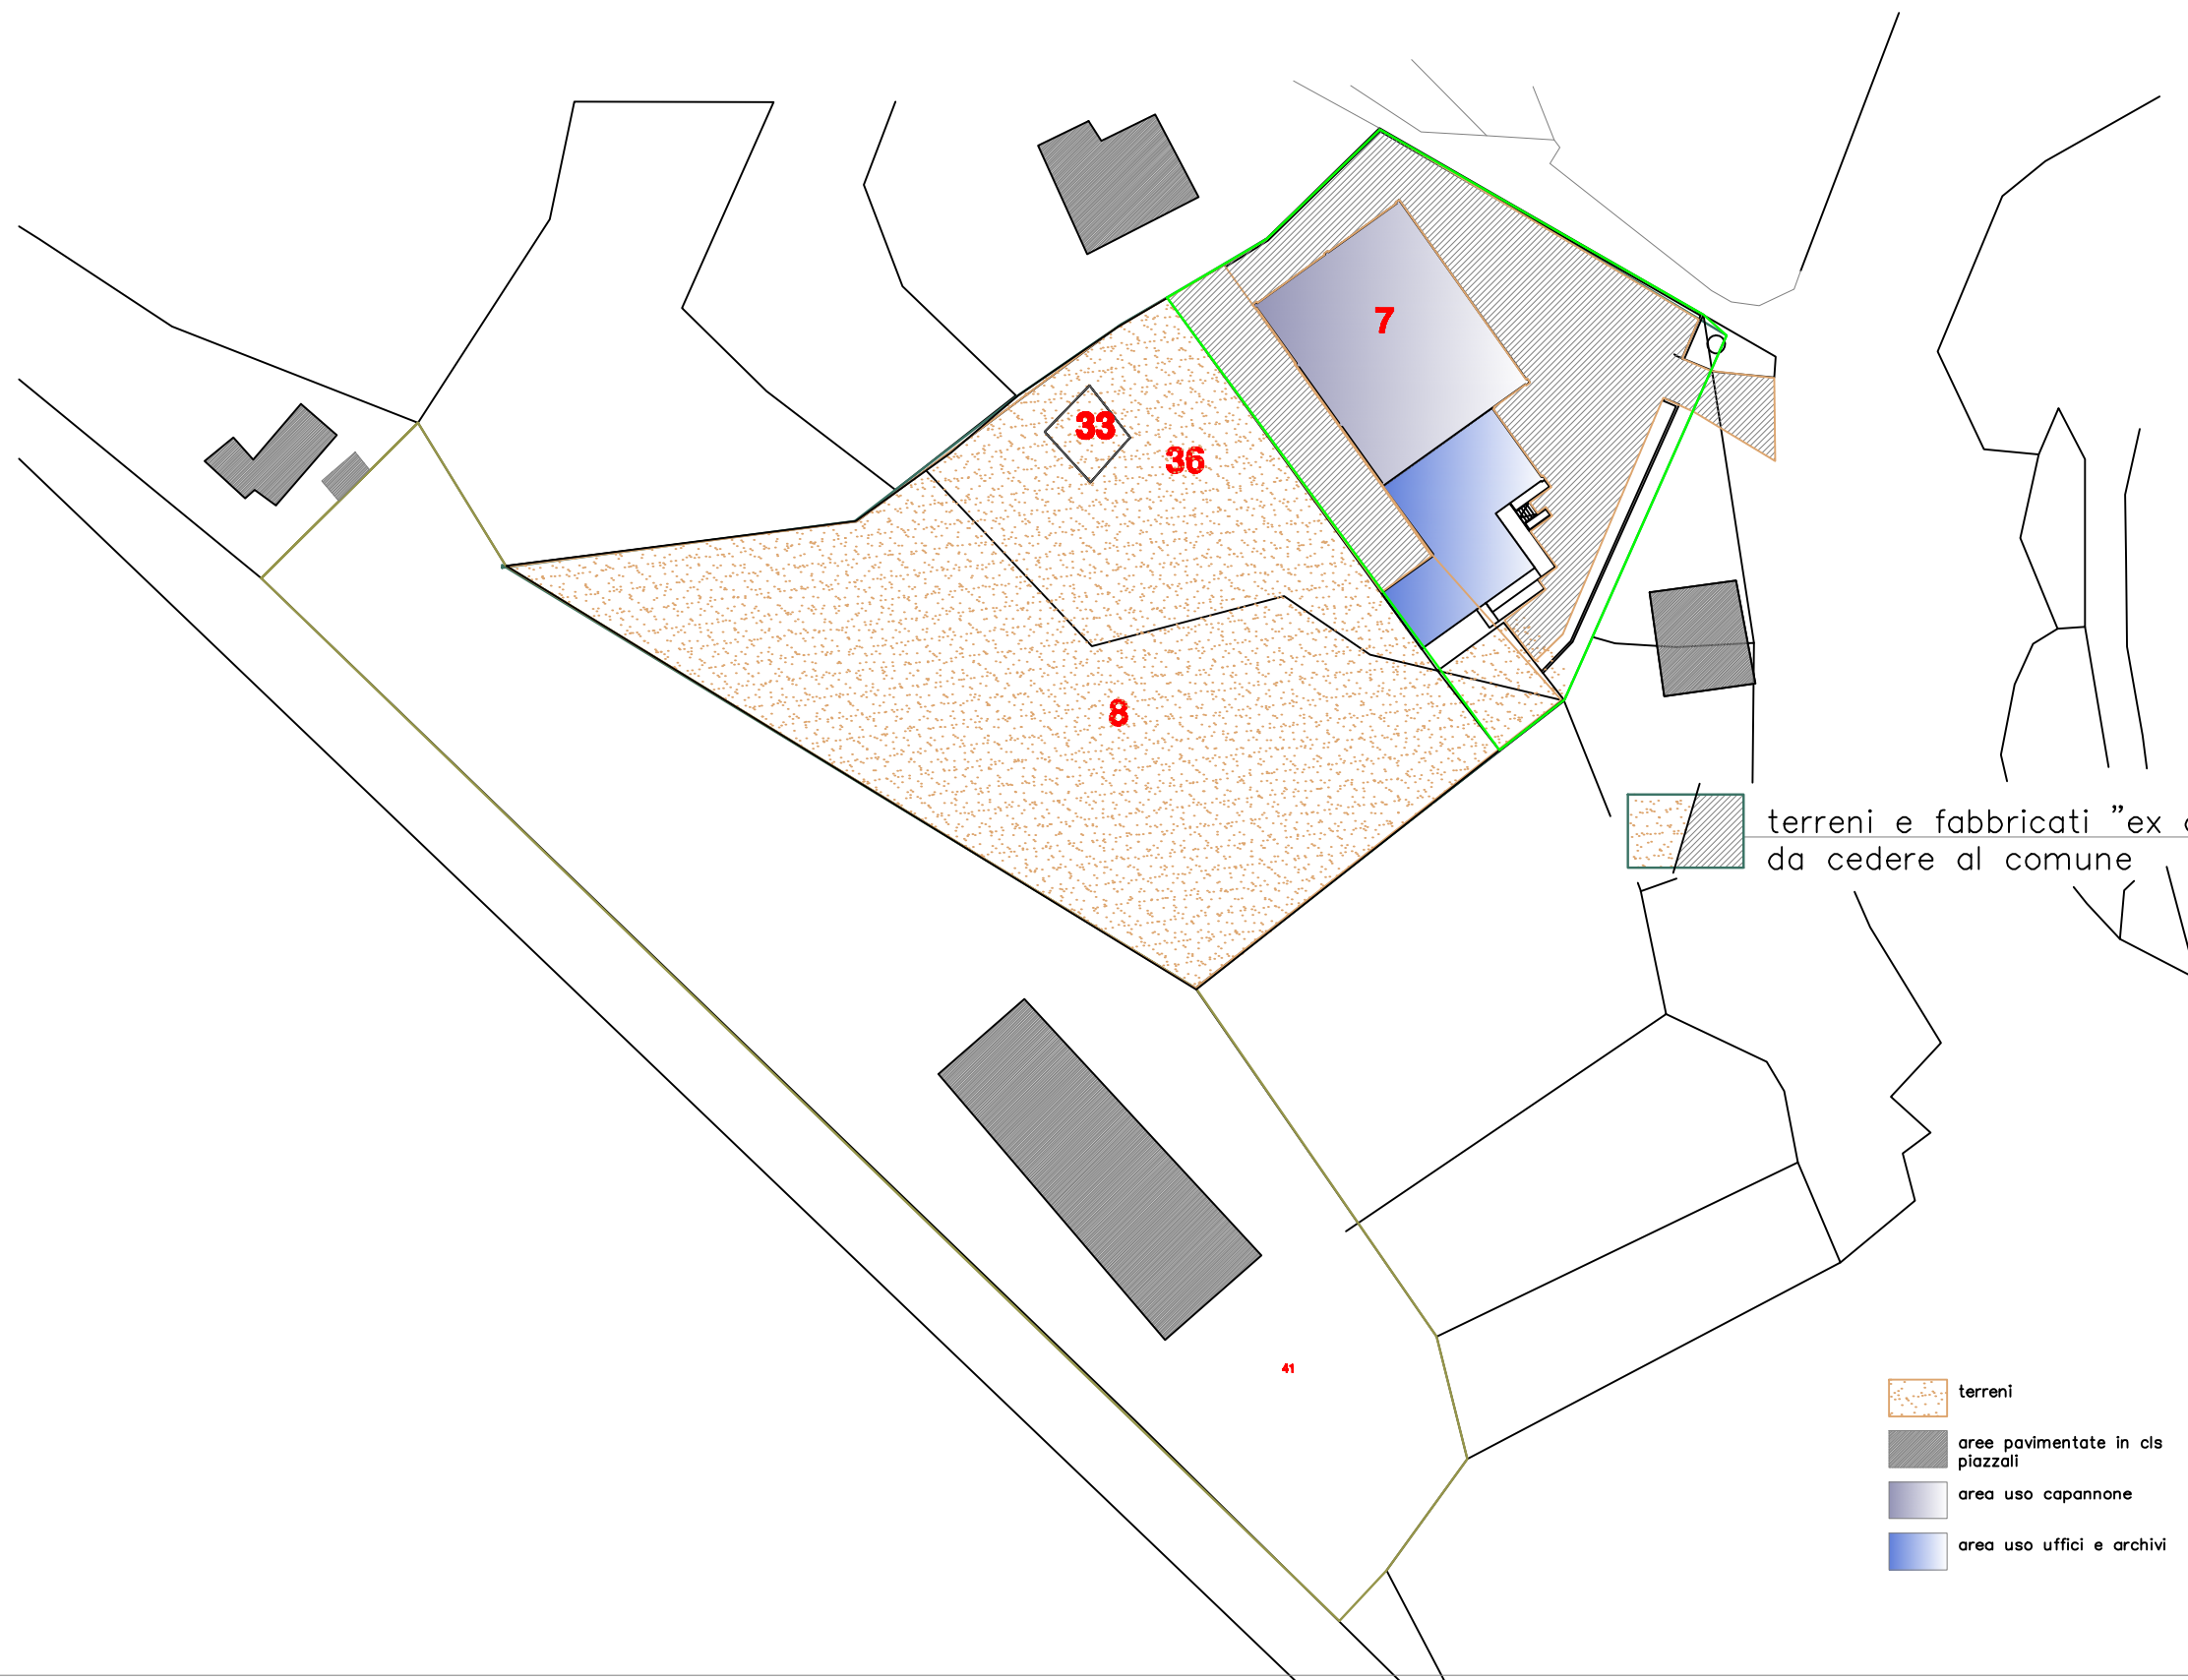 7
33
36
8
terreni e fabbricati "ex
da cedere al comune
41
terreni
aree pavimentate in cls
piazzali
area uso capannone
area uso uffici e archivi